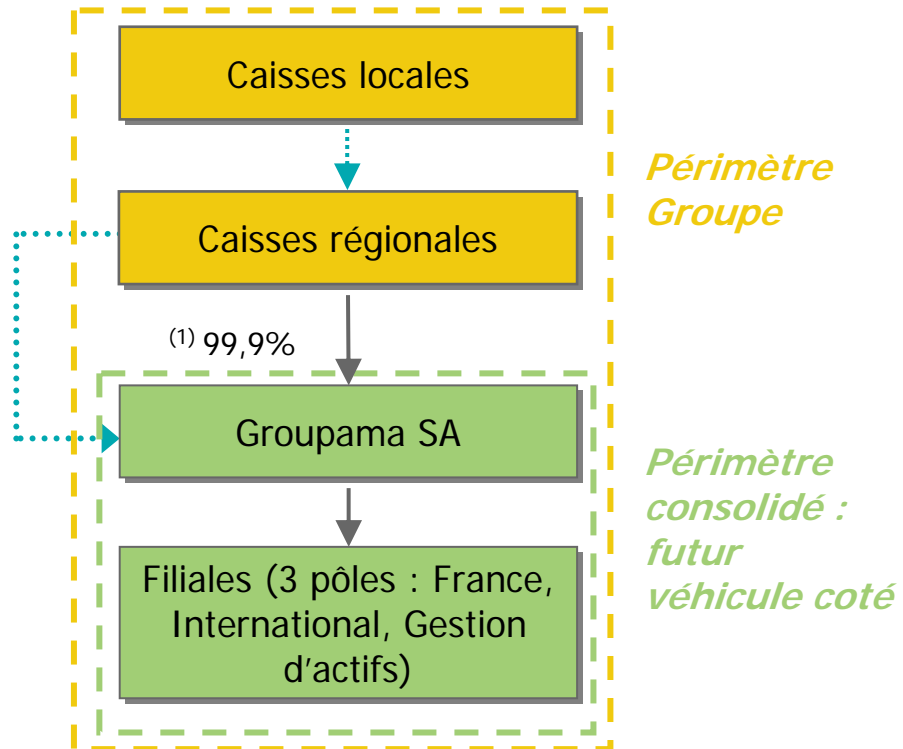 Caisses locales
Périmètre
Groupe
Caisses régionales
(1) 99,9%
Groupama SA
Périmètre
consolidé :
futur
véhicule coté
Filiales (3 pôles : France,
International, Gestion
d'actifs)